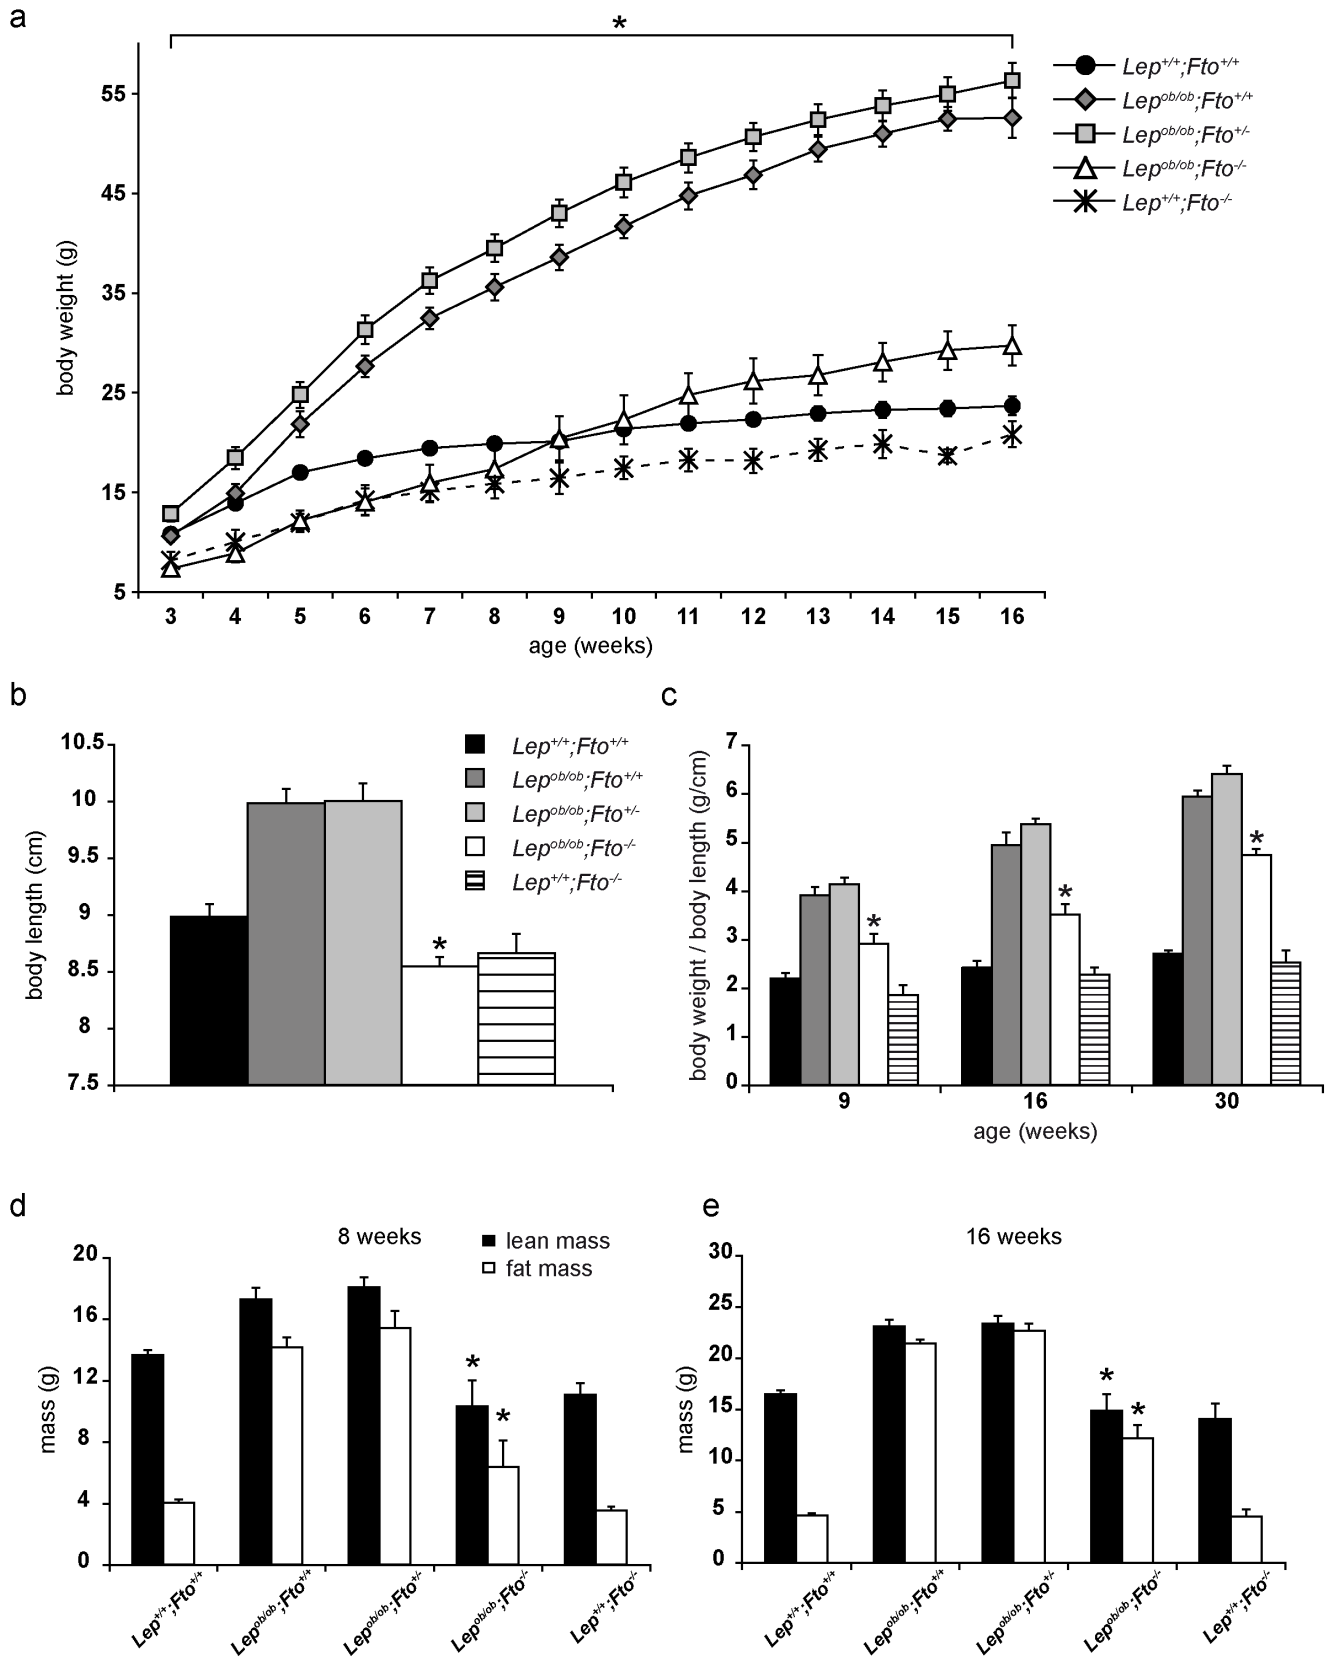 a
*
Lep+/+;Fto+/+
Lepob/ob;Fto+/+
Lepob/ob;Fto+/-
Lepob/ob;Fto-/-
Lep+/+;Fto-/-
body weight (g)
55
45
35
25
15
5
3 4 5 6 7 8 9 10 11 12 13 14 15 16
age (weeks)
b
body length (cm)
10.5
10
9.5
9
8.5
8
7.5
Lep+/+;Fto+/+
Lepob/ob;Fto+/+
Lepob/ob;Fto+/-
Lepob/ob;Fto-/-
Lep+/+;Fto-/-
*
c
body weight / body length (g/cm)
7
6
5
4
3
2
1
0
* * *
9 16 30
age (weeks)
d
8 weeks
lean mass
fat mass
mass (g)
20
16
12
8
4
0
* *
Lep+/+;Fto+/+
Lepob/ob;Fto+/+
Lepob/ob;Fto+/-
Lepob/ob;Fto-/-
Lep+/+;Fto-/-
e
16 weeks
mass (g)
30
25
20
15
10
5
0
* *
Lep+/+;Fto+/+
Lepob/ob;Fto+/+
Lepob/ob;Fto+/-
Lepob/ob;Fto-/-
Lep+/+;Fto-/-